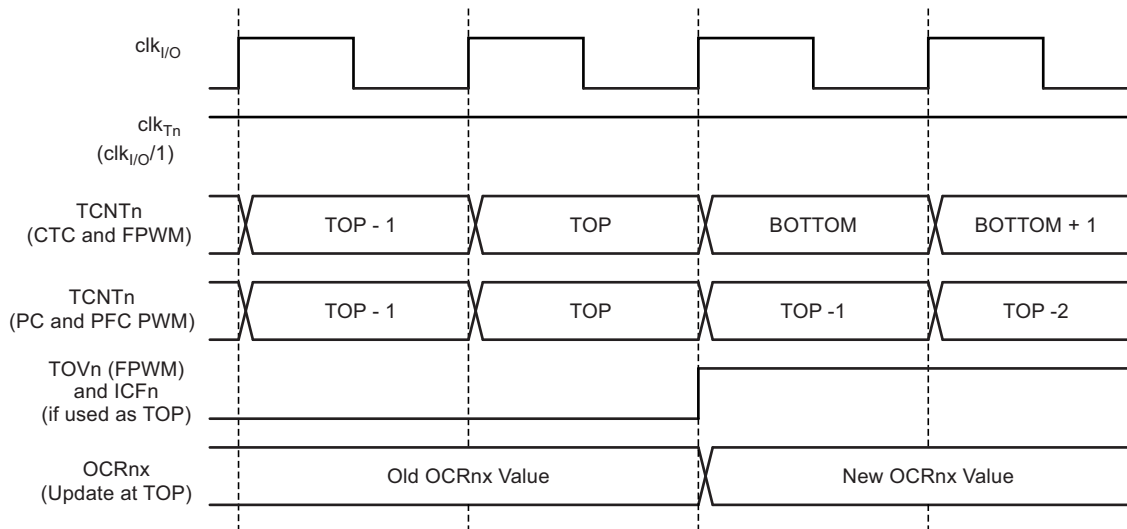 clkI/O
clkTn
(clkI/O/1)
TCNTn
(CTC and FPWM)
TOP - 1
TOP
BOTTOM
BOTTOM + 1
TCNTn
(PC and PFC PWM)
TOP - 1
TOP
TOP -1
TOP -2
TOVn (FPWM)
and ICFn
(if used as TOP)
OCRnx
(Update at TOP)
Old OCRnx Value
New OCRnx Value